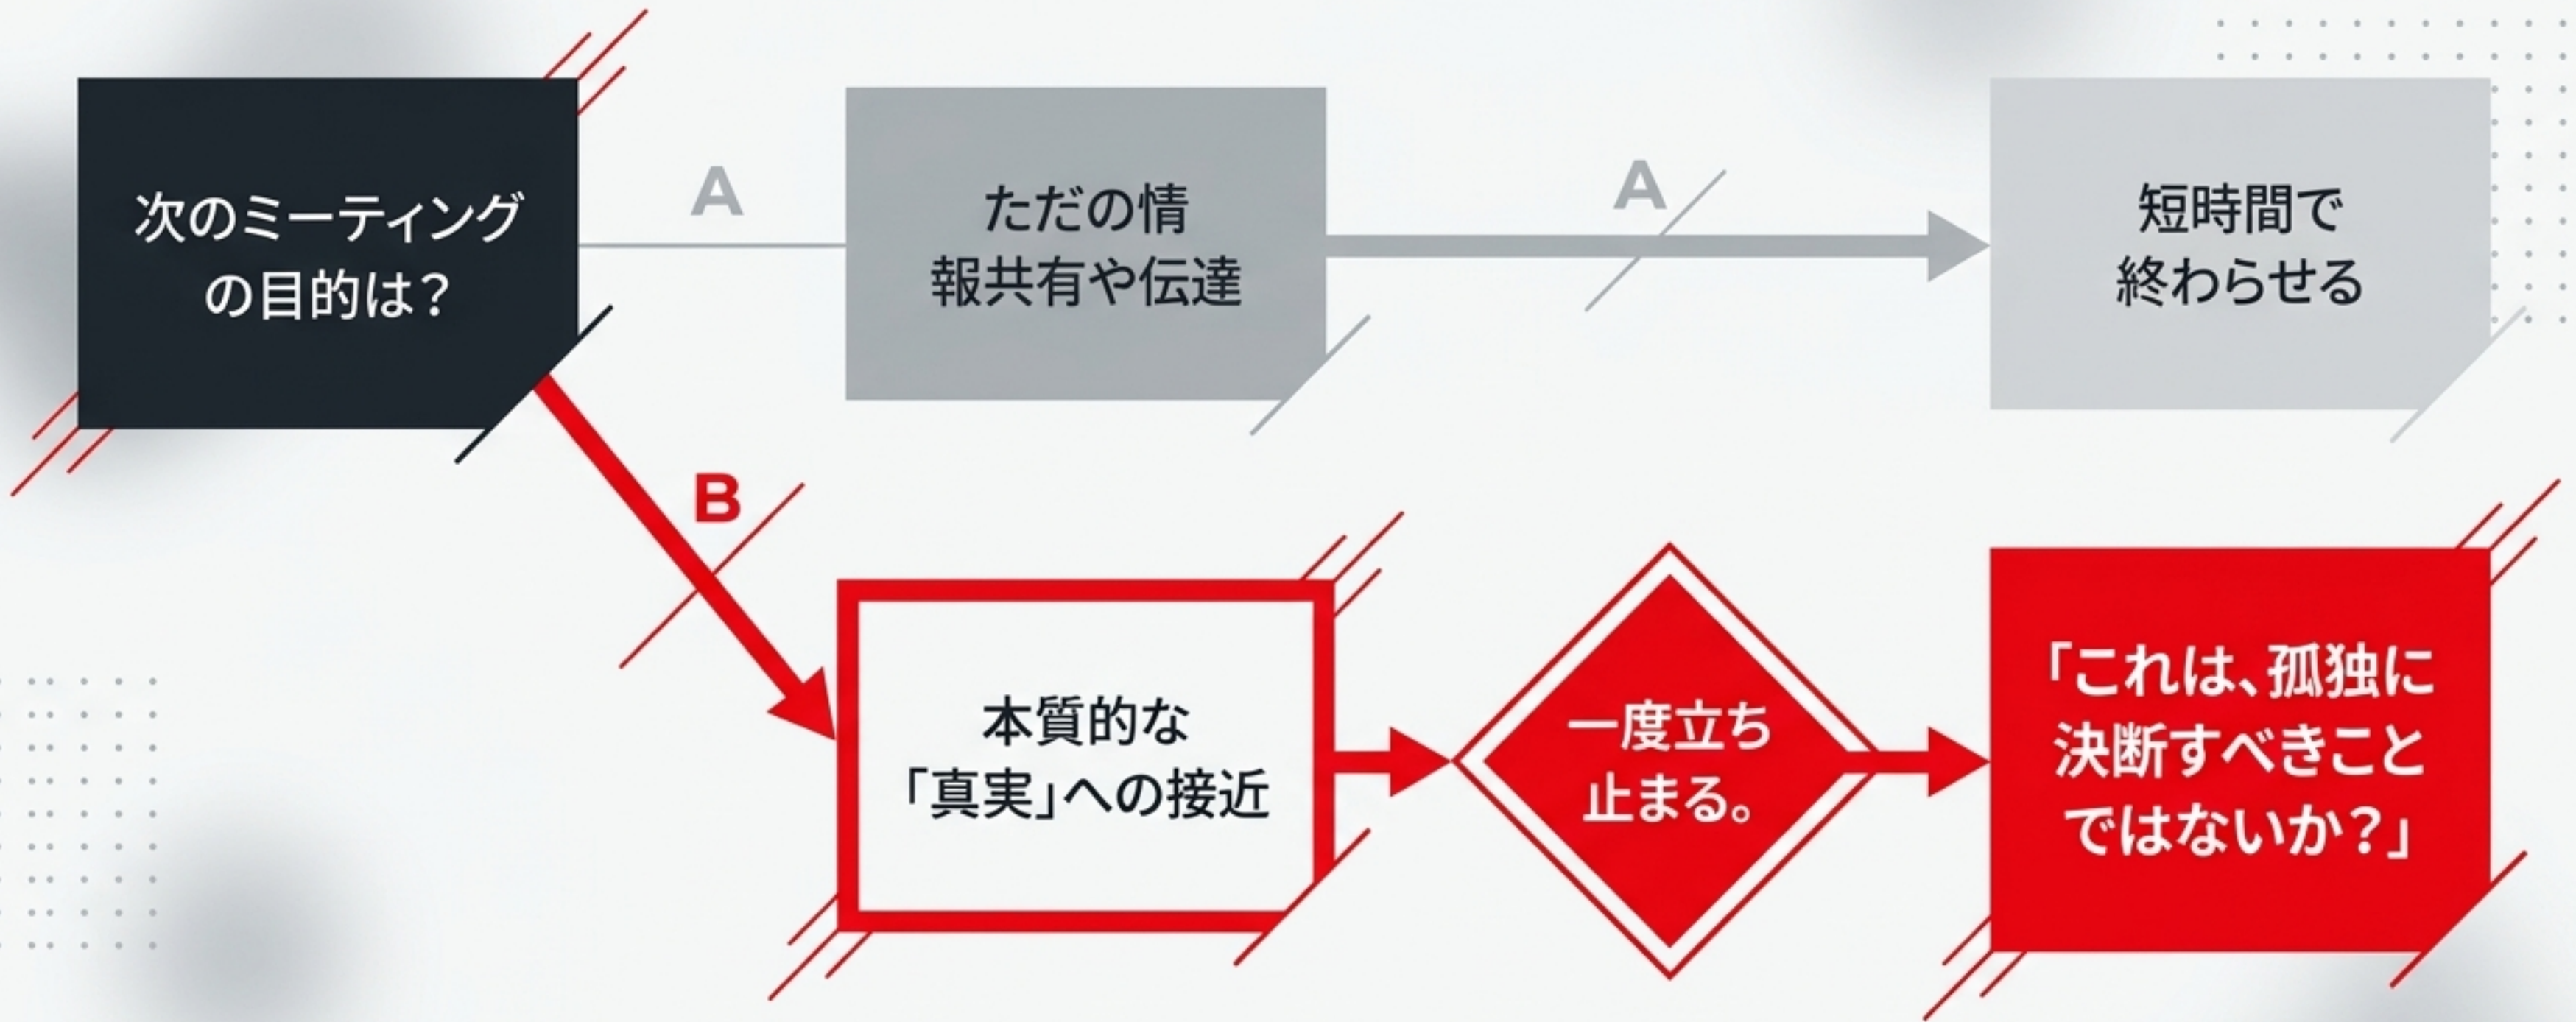 次のミーティング
の目的は？
A
ただの情
報共有や伝達
A
短時間で
終わらせる
B
本質的な
「真実」への接近
一度立ち
止まる。
「これは、孤独に
決断すべきこと
ではないか？」